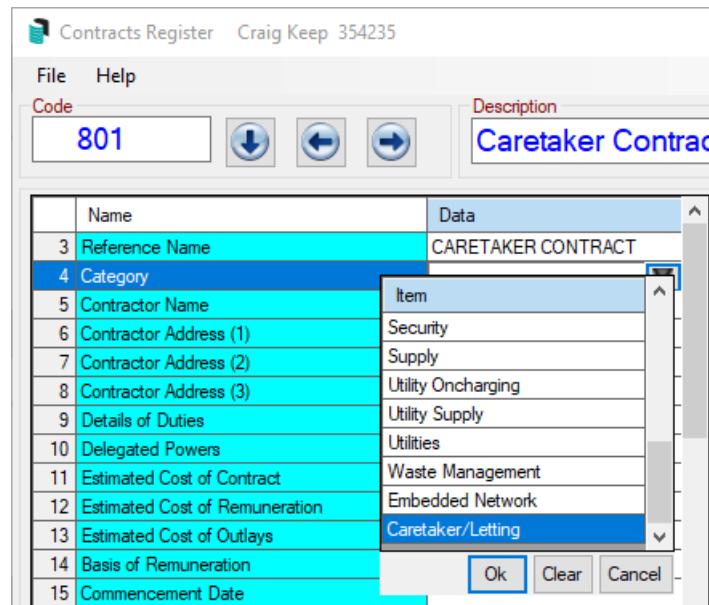 Contracts Register Craig Keep 354235
File Help
Code
801
Description
Caretaker Contrac
Name Data
3 Reference Name CARETAKER CONTRACT
4 Category
5 Contractor Name
6 Contractor Address (1)
7 Contractor Address (2)
8 Contractor Address (3)
9 Details of Duties
10 Delegated Powers
11 Estimated Cost of Contract
12 Estimated Cost of Remuneration
13 Estimated Cost of Outlays
14 Basis of Remuneration
15 Commencement Date
Item
Security
Supply
Utility Oncharging
Utility Supply
Utilities
Waste Management
Embedded Network
Caretaker/Letting
Ok Clear Cancel